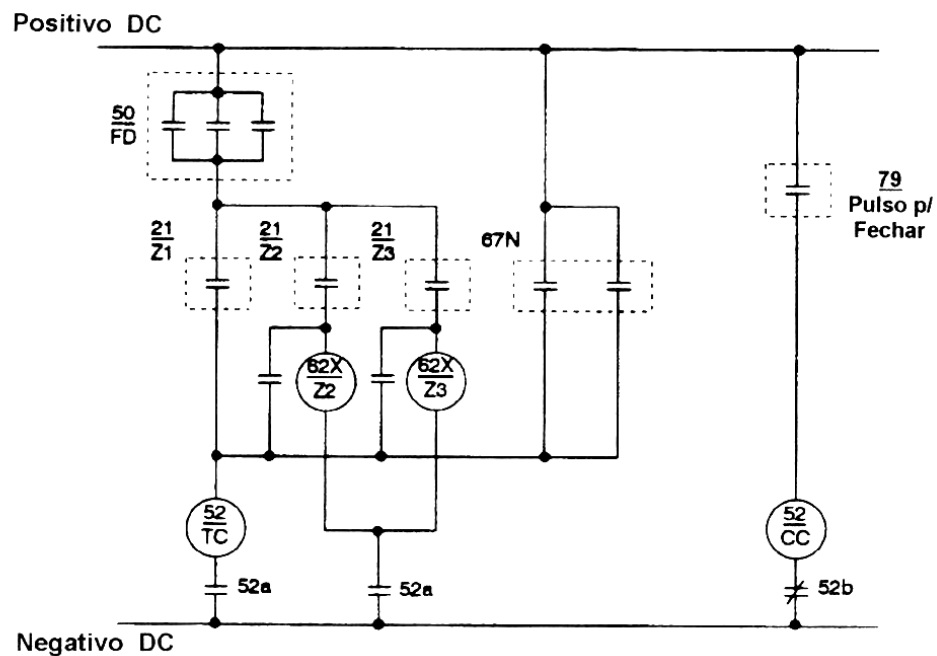 Positivo DC
50
FD
21
Z1
21
Z2
21
Z3
67N
79
Pulso p/
Fechar
62X
Z2
62X
Z3
52
TC
52
CC
52a
52a
52b
Negativo DC